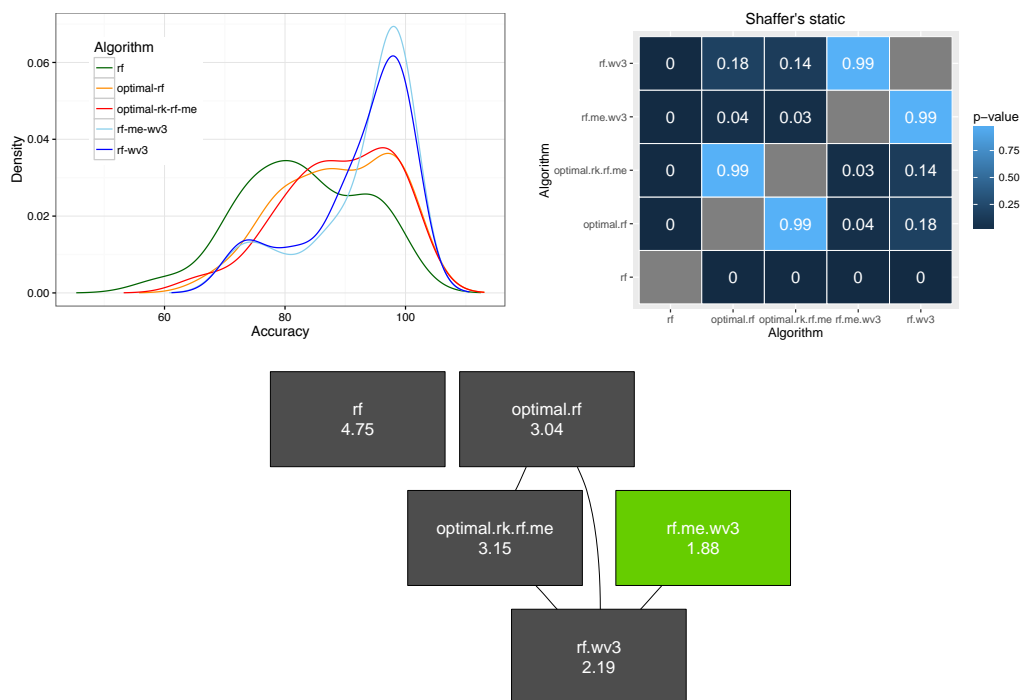 Algorithm
rf
optimal-rf
optimal-rk-rf-me
rf-me-wv3
rf-wv3
Density
0.06
0.04
0.02
0.00
60 80 100
Accuracy
Shaffer's static
Algorithm
rf.wv3 0 0.18 0.14 0.99
rf.me.wv3 0 0.04 0.03 0.99
optimal.rk.rf.me 0 0.99 0.03 0.14
optimal.rf 0 0.99 0.04 0.18
rf 0 0 0 0
rf optimal.rf optimal.rk.rf.me rf.me.wv3 rf.wv3
Algorithm
p-value
0.75
0.50
0.25
rf
4.75
optimal.rf
3.04
optimal.rk.rf.me
3.15
rf.me.wv3
1.88
rf.wv3
2.19